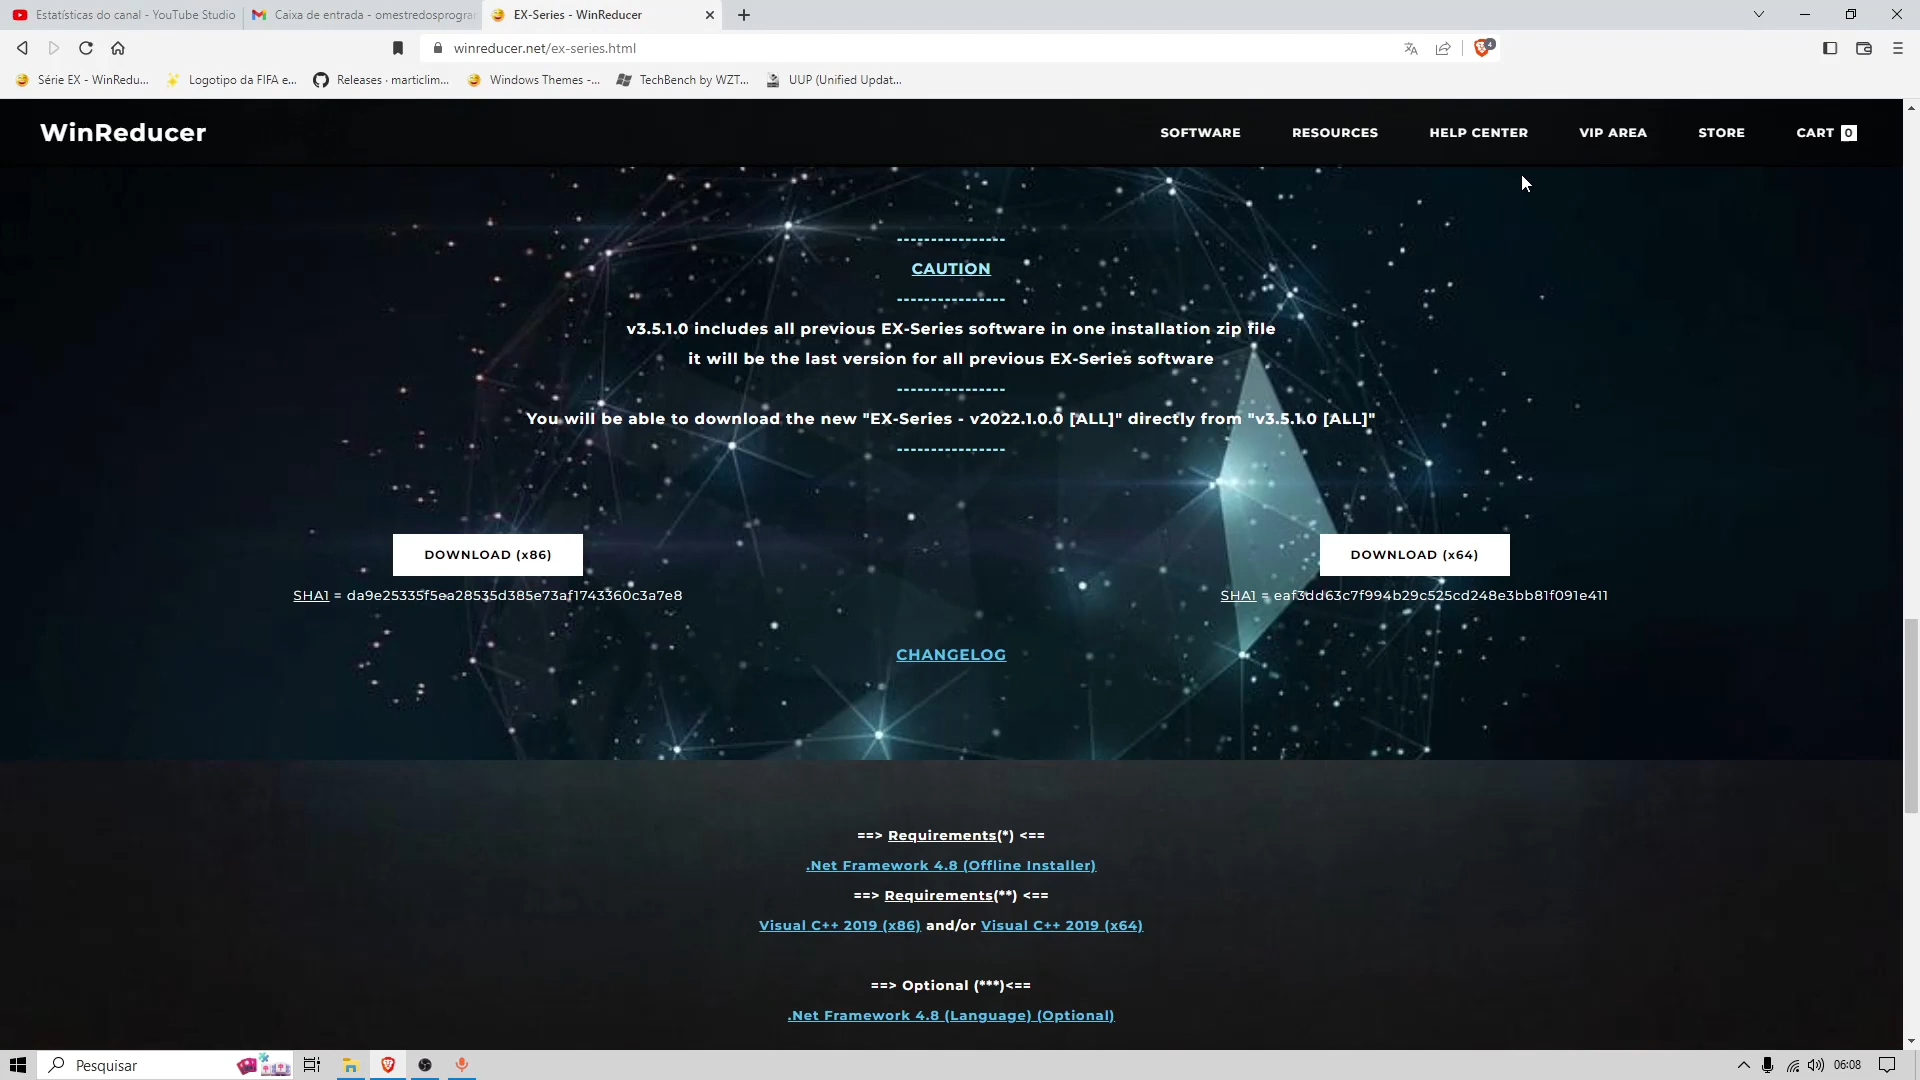 Estatísticas do canal - YouTube Studio
Caixa de entrada - omestredosprogra
EX-Series - WinReducer
winreducer.net/ex-series.html
4
Série EX - WinRedu...
Logotipo da FIFA e...
Releases · marticlim...
Windows Themes -...
TechBench by WZT...
UUP (Unified Updat...
WinReducer
SOFTWARE
RESOURCES
HELP CENTER
VIP AREA
STORE
CART 0
----------------
CAUTION
----------------
v3.5.1.0 includes all previous EX-Series software in one installation zip file
it will be the last version for all previous EX-Series software
----------------
You will be able to download the new "EX-Series - v2022.1.0.0 [ALL]" directly from "v3.5.1.0 [ALL]"
----------------
DOWNLOAD (x86)
DOWNLOAD (x64)
SHA1 = da9e25335f5ea28535d385e73af1743360c3a7e8
SHA1 = eaf3dd63c7f994b29c525cd248e3bb81f091e411
CHANGELOG
==> Requirements(*) <==
.Net Framework 4.8 (Offline Installer)
==> Requirements(**) <==
Visual C++ 2019 (x86) and/or Visual C++ 2019 (x64)
==> Optional (***)<==
.Net Framework 4.8 (Language) (Optional)
Pesquisar
06:08